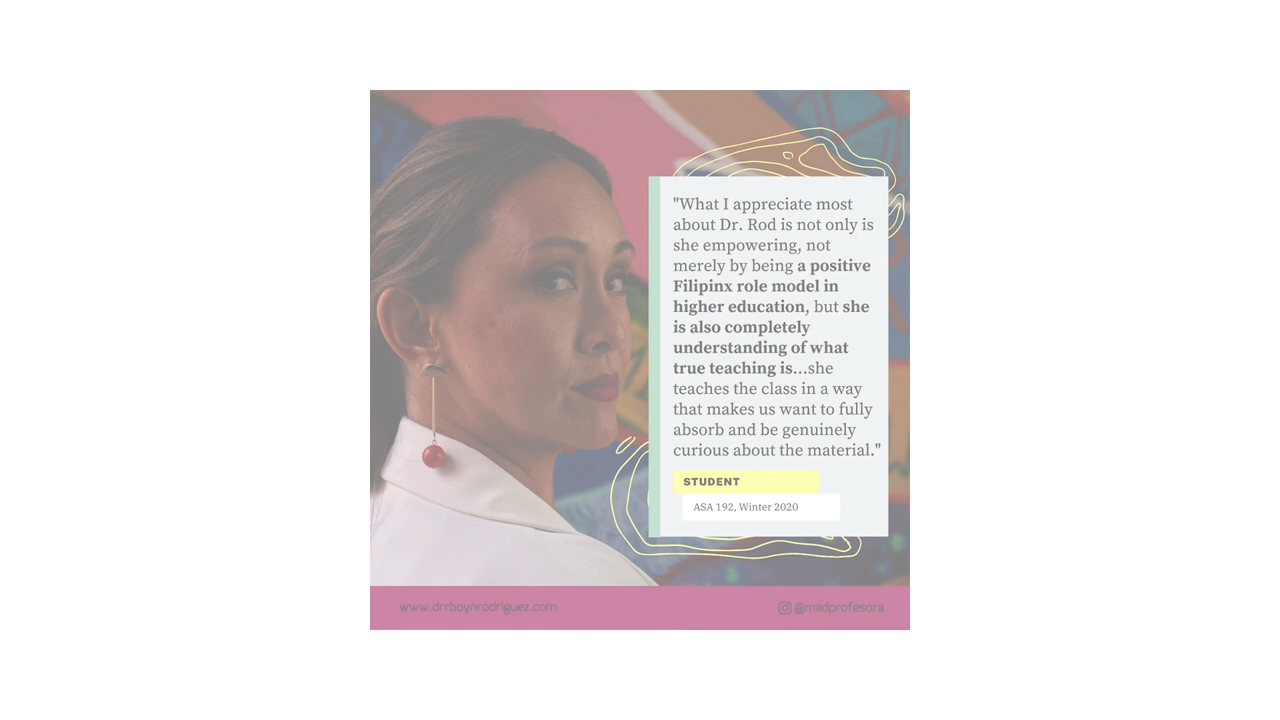 "What I appreciate most
about Dr. Rod is not only is
she empowering, not
merely by being a positive
Filipinx role model in
higher education, but she
is also completely
understanding of what
true teaching is...she
teaches the class in a way
that makes us want to fully
absorb and be genuinely
curious about the material."
STUDENT
ASA 192, Winter 2020
www.drrboynrodriguez.com
@madprofesora